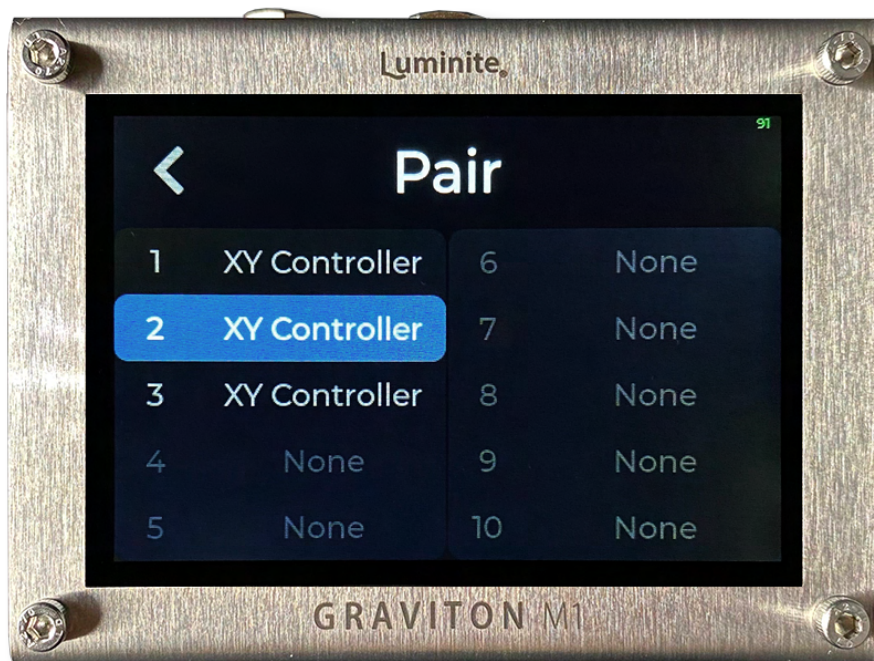 Luminite
91
Pair
1 XY Controller
2 XY Controller
3 XY Controller
4 None
5 None
6 None
7 None
8 None
9 None
10 None
GRAVITON M1